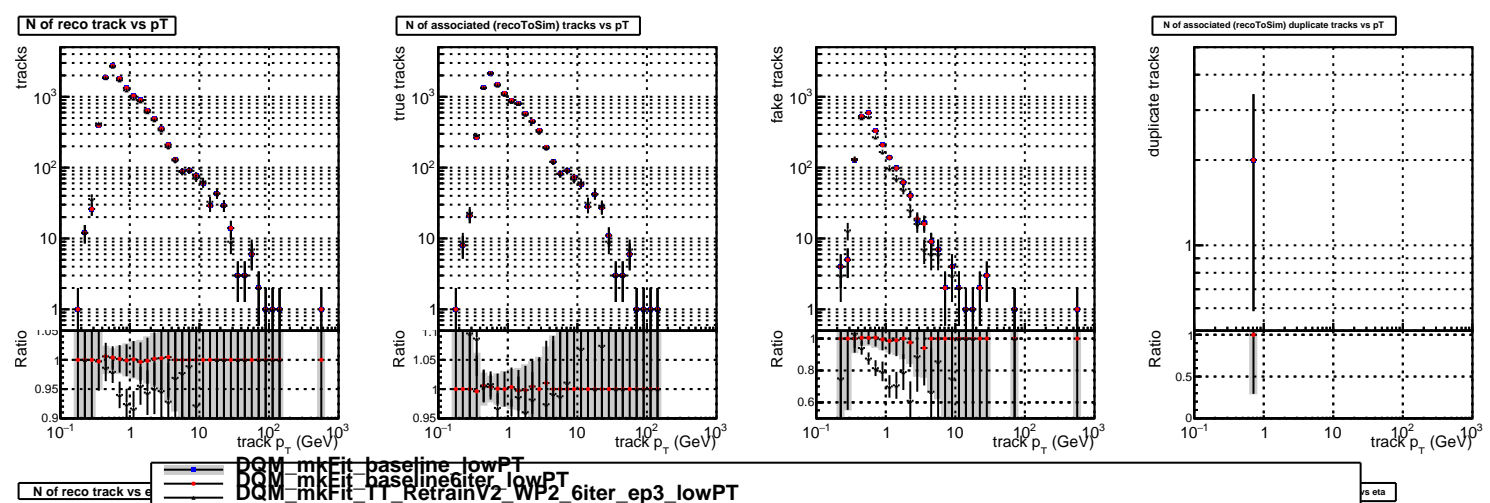 N of reco track vs pT
N of associated (recoToSim) tracks vs pT
N of associated (recoToSim) duplicate tracks vs pT
tracks
10³
10²
10
1
Ratio
1.05
1
0.95
0.9
10⁻¹ 1 10 10² 10³
track p_T (GeV)
true tracks
10³
10²
10
1
Ratio
1.1
1.05
1
0.95
10⁻¹ 1 10 10² 10³
track p_T (GeV)
fake tracks
10³
10²
10
1
Ratio
1
0.8
0.6
10⁻¹ 1 10 10² 10³
track p_T (GeV)
duplicate tracks
1
Ratio
1
0.5
0
10⁻¹ 1 10 10² 10³
track p_T (GeV)
DQM_mkFit_baseline_lowPT
DQM_mkFit_baseline6iter_lowPT
DQM_mkFit_TT_RetrainV2_WP2_6iter_ep3_lowPT
N of reco track vs e
vs eta